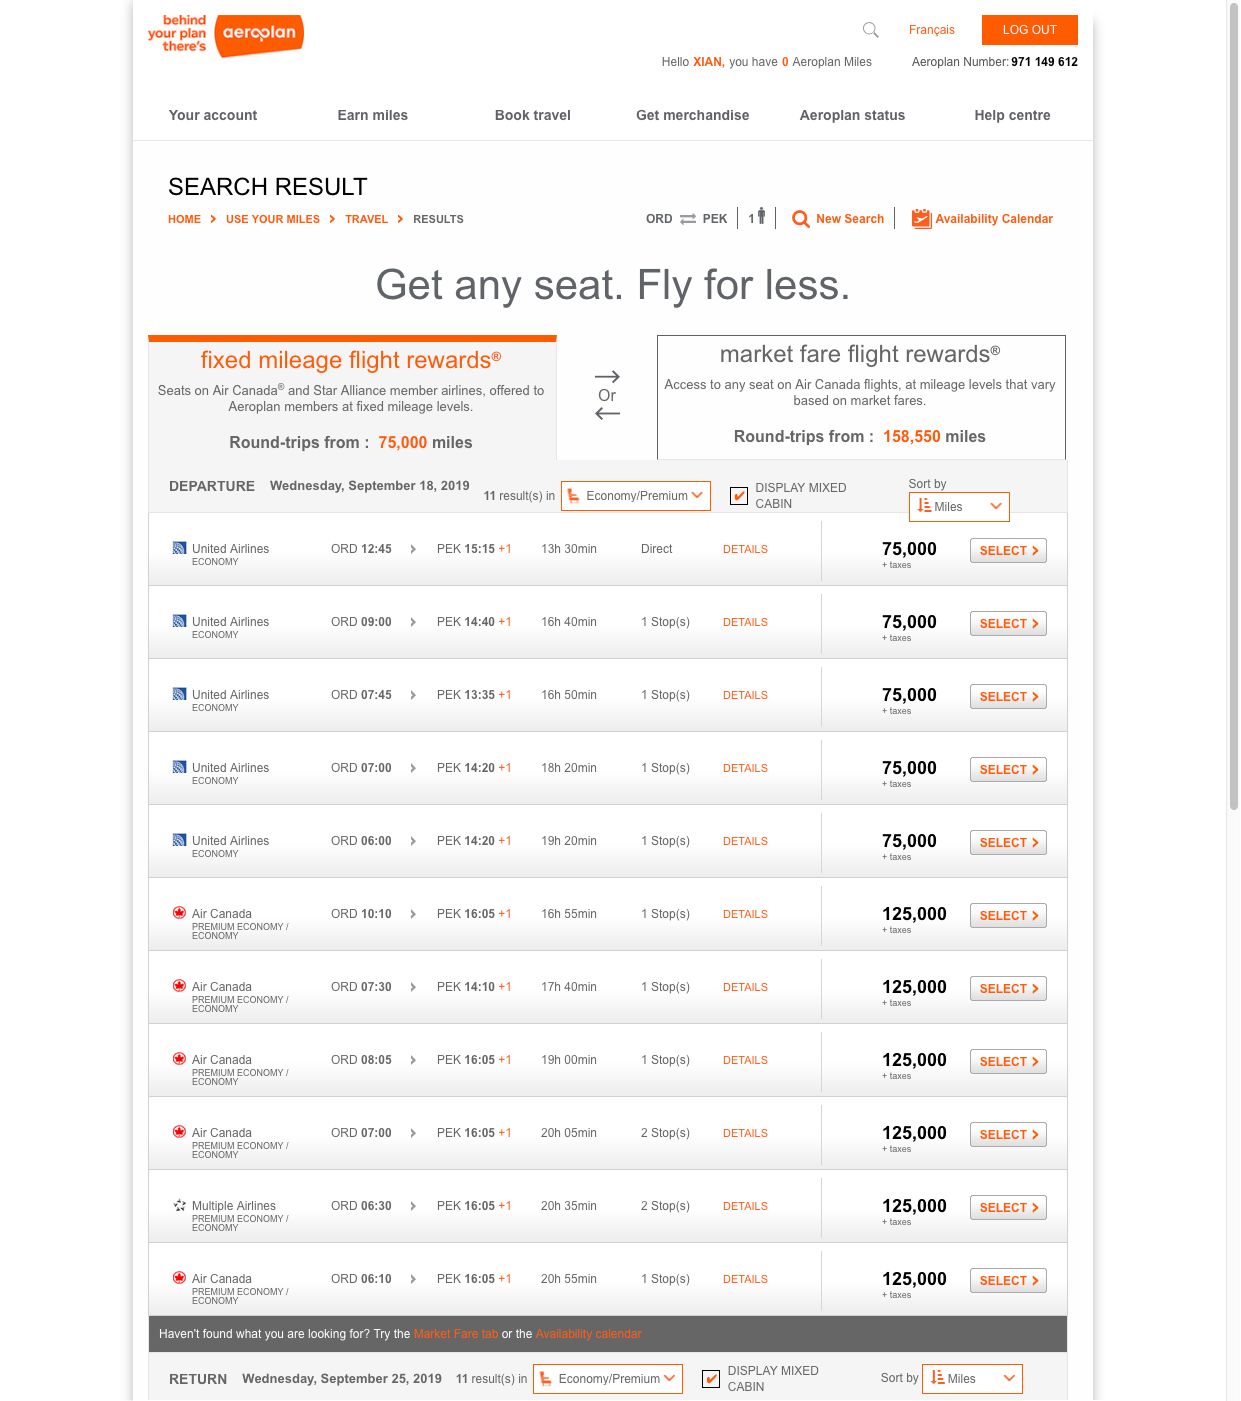 behind
your plan
there's
aeroplan
Français
LOG OUT
Hello XIAN, you have 0 Aeroplan Miles
Aeroplan Number: 971 149 612
Your account
Earn miles
Book travel
Get merchandise
Aeroplan status
Help centre
SEARCH RESULT
HOME > USE YOUR MILES > TRAVEL > RESULTS
ORD PEK 1 New Search Availability Calendar
Get any seat. Fly for less.
fixed mileage flight rewards®
Seats on Air Canada® and Star Alliance member airlines, offered to
Aeroplan members at fixed mileage levels.
Round-trips from : 75,000 miles
Or
market fare flight rewards®
Access to any seat on Air Canada flights, at mileage levels that vary
based on market fares.
Round-trips from : 158,550 miles
DEPARTURE Wednesday, September 18, 2019 11 result(s) in Economy/Premium
DISPLAY MIXED
CABIN
Sort by
Miles
United Airlines ORD 12:45 > PEK 15:15 +1 13h 30min Direct DETAILS 75,000 SELECT >
ECONOMY + taxes
United Airlines ORD 09:00 > PEK 14:40 +1 16h 40min 1 Stop(s) DETAILS 75,000 SELECT >
ECONOMY + taxes
United Airlines ORD 07:45 > PEK 13:35 +1 16h 50min 1 Stop(s) DETAILS 75,000 SELECT >
ECONOMY + taxes
United Airlines ORD 07:00 > PEK 14:20 +1 18h 20min 1 Stop(s) DETAILS 75,000 SELECT >
ECONOMY + taxes
United Airlines ORD 06:00 > PEK 14:20 +1 19h 20min 1 Stop(s) DETAILS 75,000 SELECT >
ECONOMY + taxes
Air Canada ORD 10:10 > PEK 16:05 +1 16h 55min 1 Stop(s) DETAILS 125,000 SELECT >
PREMIUM ECONOMY / + taxes
ECONOMY
Air Canada ORD 07:30 > PEK 14:10 +1 17h 40min 1 Stop(s) DETAILS 125,000 SELECT >
PREMIUM ECONOMY / + taxes
ECONOMY
Air Canada ORD 08:05 > PEK 16:05 +1 19h 00min 1 Stop(s) DETAILS 125,000 SELECT >
PREMIUM ECONOMY / + taxes
ECONOMY
Air Canada ORD 07:00 > PEK 16:05 +1 20h 05min 2 Stop(s) DETAILS 125,000 SELECT >
PREMIUM ECONOMY / + taxes
ECONOMY
Multiple Airlines ORD 06:30 > PEK 16:05 +1 20h 35min 2 Stop(s) DETAILS 125,000 SELECT >
PREMIUM ECONOMY / + taxes
ECONOMY
Air Canada ORD 06:10 > PEK 16:05 +1 20h 55min 1 Stop(s) DETAILS 125,000 SELECT >
PREMIUM ECONOMY / + taxes
ECONOMY
Haven't found what you are looking for? Try the Market Fare tab or the Availability calendar
RETURN Wednesday, September 25, 2019 11 result(s) in Economy/Premium
DISPLAY MIXED
CABIN
Sort by Miles